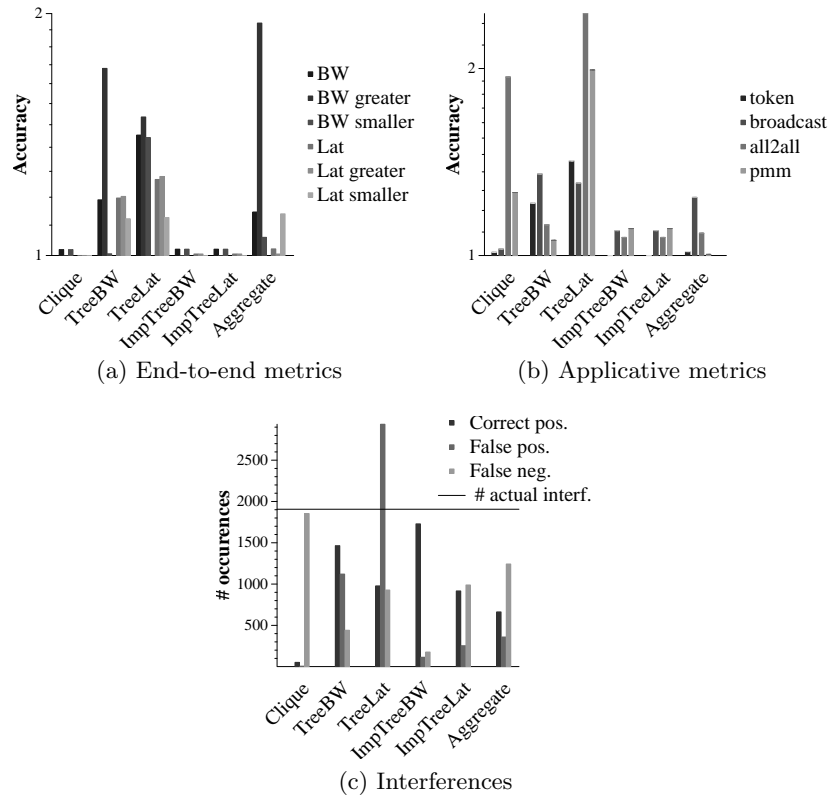 2
Accuracy
1
BW
BW greater
BW smaller
Lat
Lat greater
Lat smaller
Clique
TreeBW
TreeLat
ImpTreeBW
ImpTreeLat
Aggregate
(a) End-to-end metrics
2
Accuracy
1
token
broadcast
all2all
pmm
Clique
TreeBW
TreeLat
ImpTreeBW
ImpTreeLat
Aggregate
(b) Applicative metrics
Correct pos.
False pos.
False neg.
# actual interf.
# occurences
2500
2000
1500
1000
500
Clique
TreeBW
TreeLat
ImpTreeBW
ImpTreeLat
Aggregate
(c) Interferences